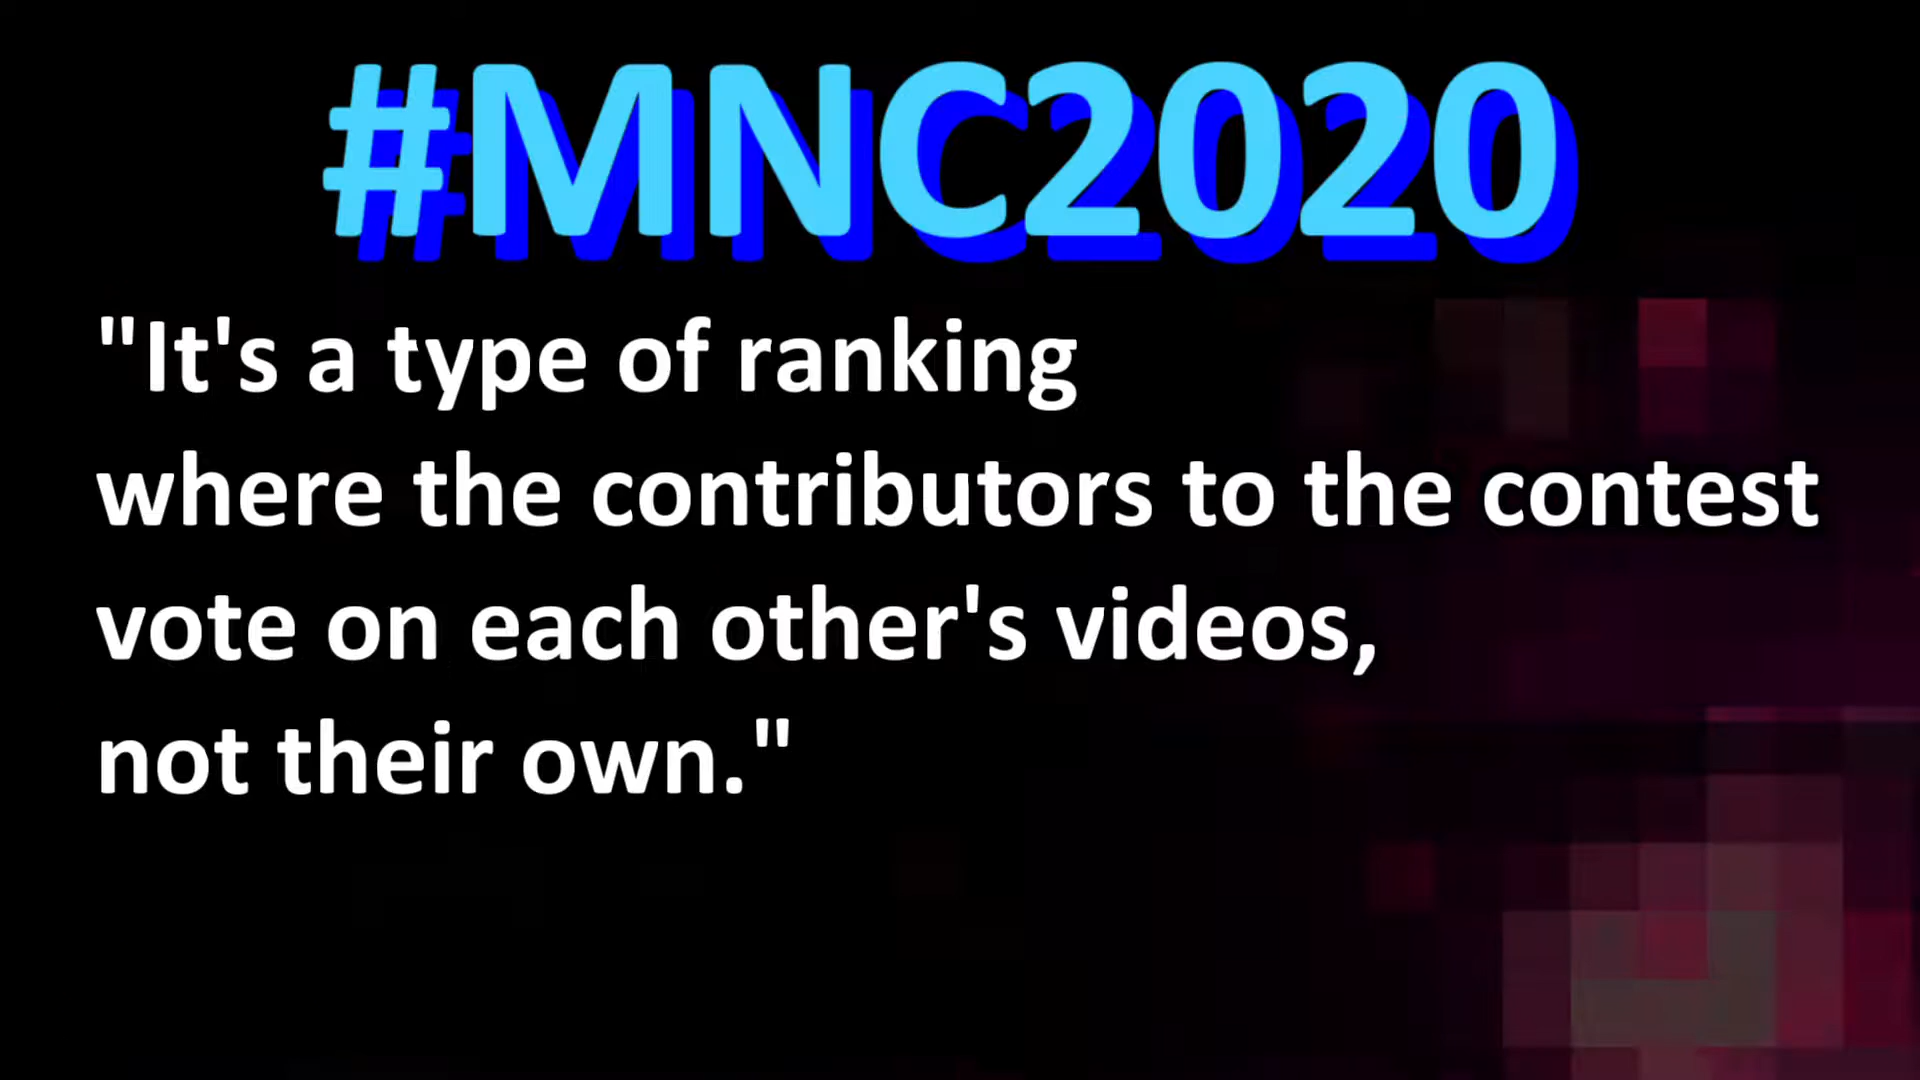 #MNC2020
"It's a type of ranking
where the contributors to the contest
vote on each other's videos,
not their own."